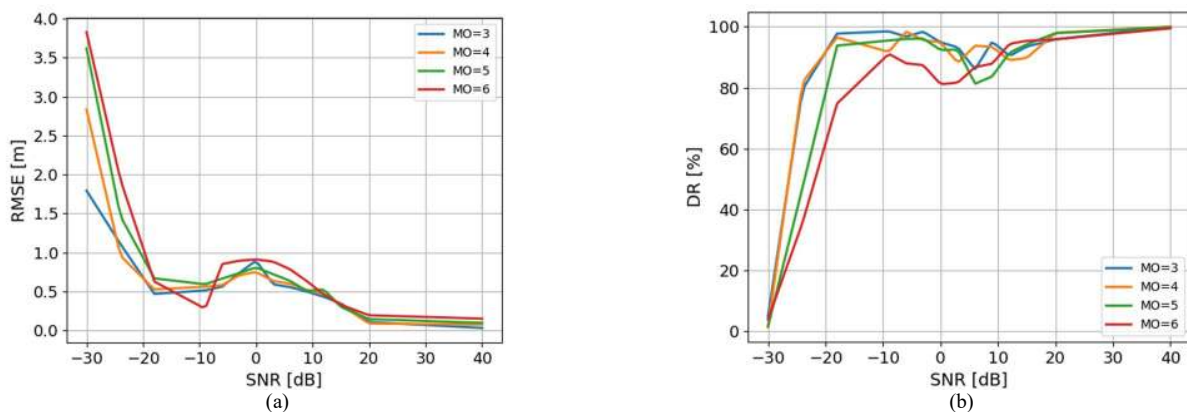 4.0
3.5
3.0
2.5
2.0
1.5
1.0
0.5
0.0
RMSE [m]
−30 −20 −10 0 10 20 30 40
SNR [dB]
MO=3
MO=4
MO=5
MO=6
(a)
100
80
60
40
20
0
DR [%]
−30 −20 −10 0 10 20 30 40
SNR [dB]
MO=3
MO=4
MO=5
MO=6
(b)